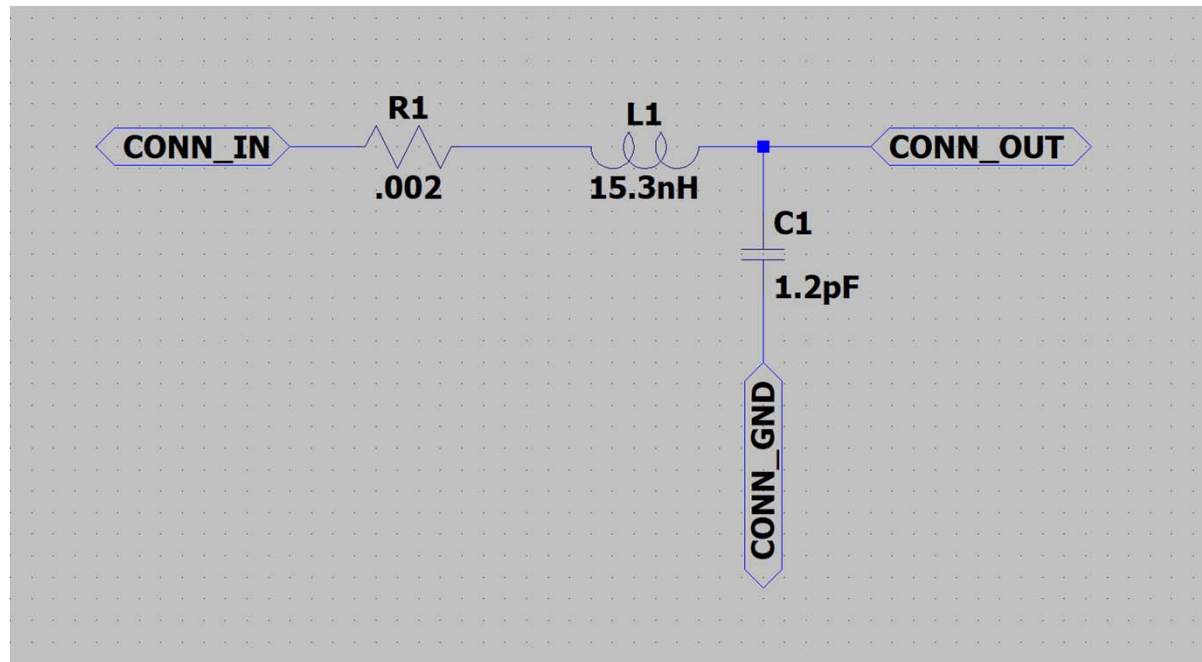 R1
L1
CONN_IN
CONN_OUT
.002
15.3nH
C1
1.2pF
CONN_GND